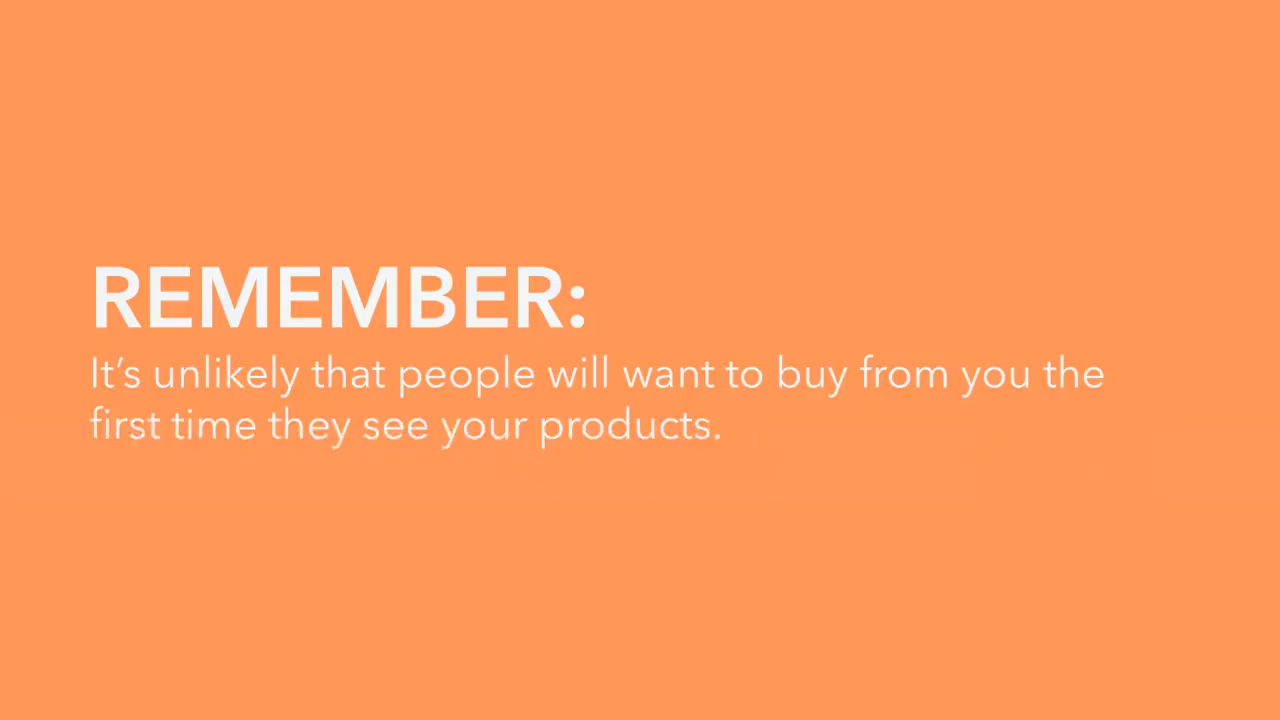 REMEMBER:
It’s unlikely that people will want to buy from you the
first time they see your products.